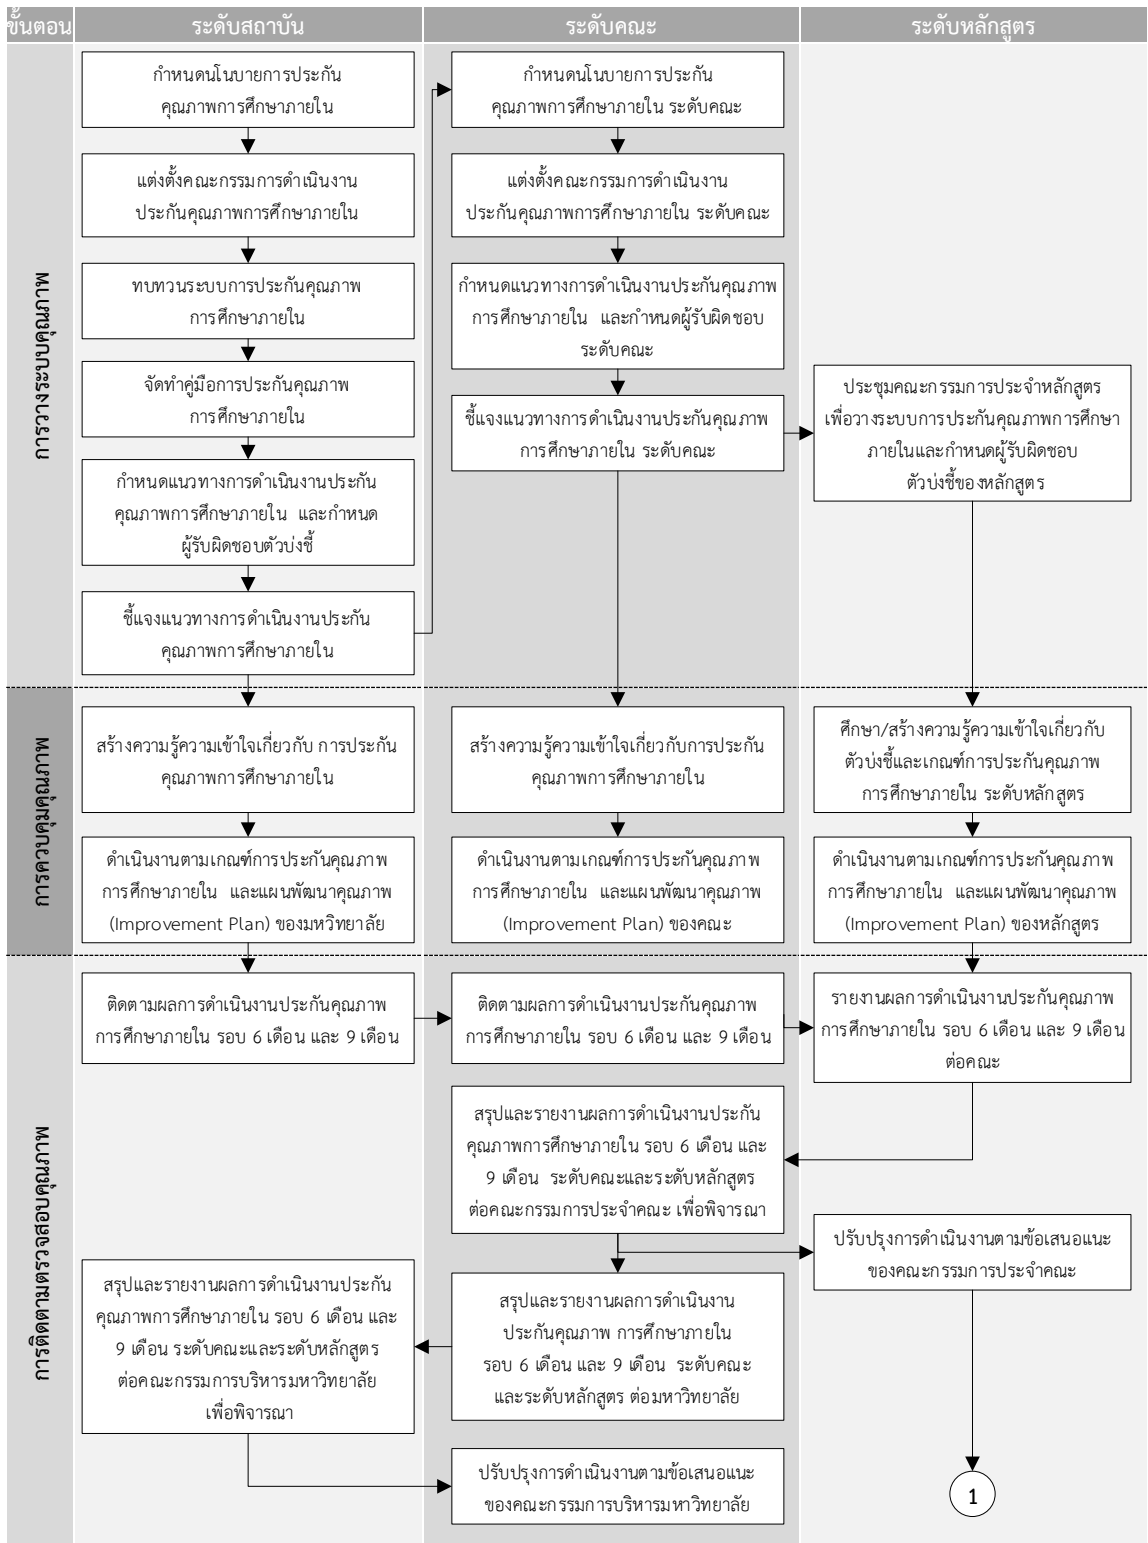 ขั้นตอน
ระดับสถาบัน
ระดับคณะ
ระดับหลักสูตร
การวางระบบคุณภาพ
กำหนดนโนบายการประกัน
คุณภาพการศึกษาภายใน
แต่งตั้งคณะกรรมการดำเนินงาน
ประกันคุณภาพการศึกษาภายใน
ทบทวนระบบการประกันคุณภาพ
การศึกษาภายใน
จัดทำคู่มือการประกันคุณภาพ
การศึกษาภายใน
กำหนดแนวทางการดำเนินงานประกัน
คุณภาพการศึกษาภายใน และกำหนด
ผู้รับผิดชอบตัวบ่งชี้
ชี้แจงแนวทางการดำเนินงานประกัน
คุณภาพการศึกษาภายใน
กำหนดนโนบายการประกัน
คุณภาพการศึกษาภายใน ระดับคณะ
แต่งตั้งคณะกรรมการดำเนินงาน
ประกันคุณภาพการศึกษาภายใน ระดับคณะ
กำหนดแนวทางการดำเนินงานประกันคุณภาพ
การศึกษาภายใน และกำหนดผู้รับผิดชอบ
ระดับคณะ
ชี้แจงแนวทางการดำเนินงานประกันคุณภาพ
การศึกษาภายใน ระดับคณะ
ประชุมคณะกรรมการประจำหลักสูตร
เพื่อวางระบบการประกันคุณภาพการศึกษา
ภายในและกำหนดผู้รับผิดชอบ
ตัวบ่งชี้ของหลักสูตร
การควบคุมคุณภาพ
สร้างความรู้ความเข้าใจเกี่ยวกับ การประกัน
คุณภาพการศึกษาภายใน
สร้างความรู้ความเข้าใจเกี่ยวกับการประกัน
คุณภาพการศึกษาภายใน
ศึกษา/สร้างความรู้ความเข้าใจเกี่ยวกับ
ตัวบ่งชี้และเกณฑ์การประกันคุณภาพ
การศึกษาภายใน ระดับหลักสูตร
ดำเนินงานตามเกณฑ์การประกันคุณภาพ
การศึกษาภายใน และแผนพัฒนาคุณภาพ
(Improvement Plan) ของมหวิทยาลัย
ดำเนินงานตามเกณฑ์การประกันคุณภาพ
การศึกษาภายใน และแผนพัฒนาคุณภาพ
(Improvement Plan) ของคณะ
ดำเนินงานตามเกณฑ์การประกันคุณภาพ
การศึกษาภายใน และแผนพัฒนาคุณภาพ
(Improvement Plan) ของหลักสูตร
การติดตามตรวจสอบคุณภาพ
ติดตามผลการดำเนินงานประกันคุณภาพ
การศึกษาภายใน รอบ 6 เดือน และ 9 เดือน
ติดตามผลการดำเนินงานประกันคุณภาพ
การศึกษาภายใน รอบ 6 เดือน และ 9 เดือน
รายงานผลการดำเนินงานประกันคุณภาพ
การศึกษาภายใน รอบ 6 เดือน และ 9 เดือน
ต่อคณะ
สรุปและรายงานผลการดำเนินงานประกัน
คุณภาพการศึกษาภายใน รอบ 6 เดือน และ
9 เดือน ระดับคณะและระดับหลักสูตร
ต่อคณะกรรมการประจำคณะ เพื่อพิจารณา
ปรับปรุงการดำเนินงานตามข้อเสนอแนะ
ของคณะกรรมการประจำคณะ
สรุปและรายงานผลการดำเนินงาน
ประกันคุณภาพ การศึกษาภายใน
รอบ 6 เดือน และ 9 เดือน ระดับคณะ
และระดับหลักสูตร ต่อมหาวิทยาลัย
สรุปและรายงานผลการดำเนินงานประกัน
คุณภาพการศึกษาภายใน รอบ 6 เดือน และ
9 เดือน ระดับคณะและระดับหลักสูตร
ต่อคณะกรรมการบริหารมหาวิทยาลัย
เพื่อพิจารณา
ปรับปรุงการดำเนินงานตามข้อเสนอแนะ
ของคณะกรรมการบริหารมหาวิทยาลัย
1